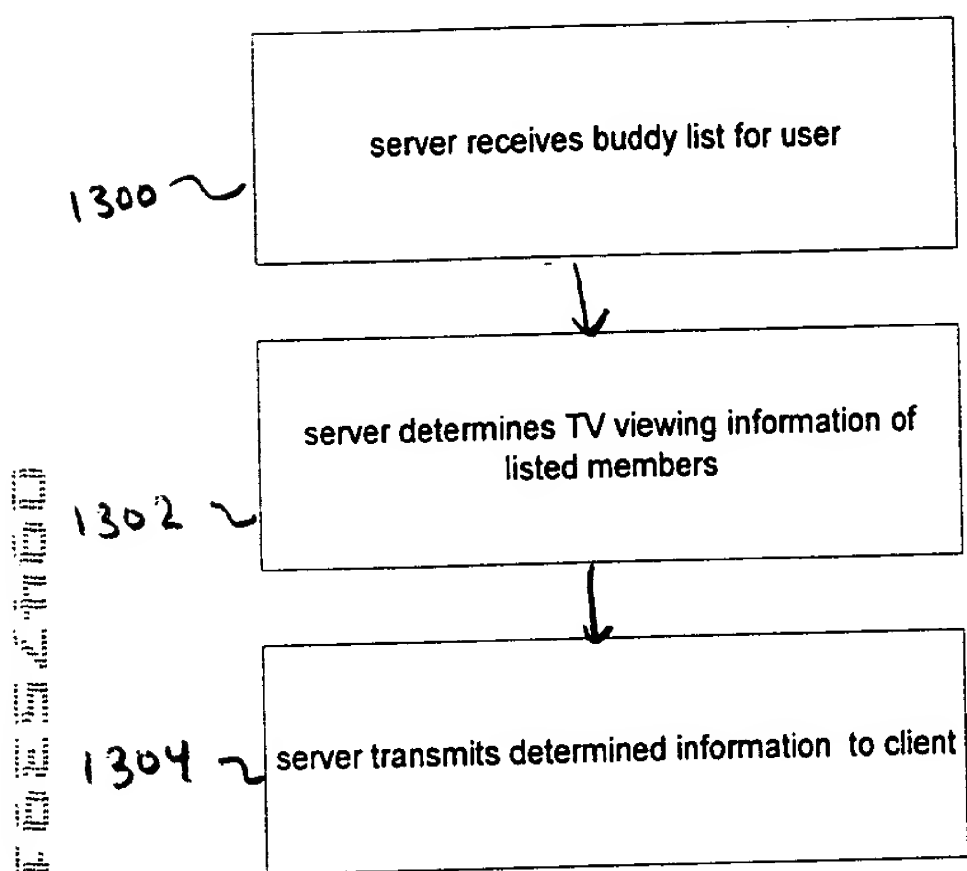 server receives buddy list for user
1300
server determines TV viewing information of
listed members
1302
1304
server transmits determined information to client